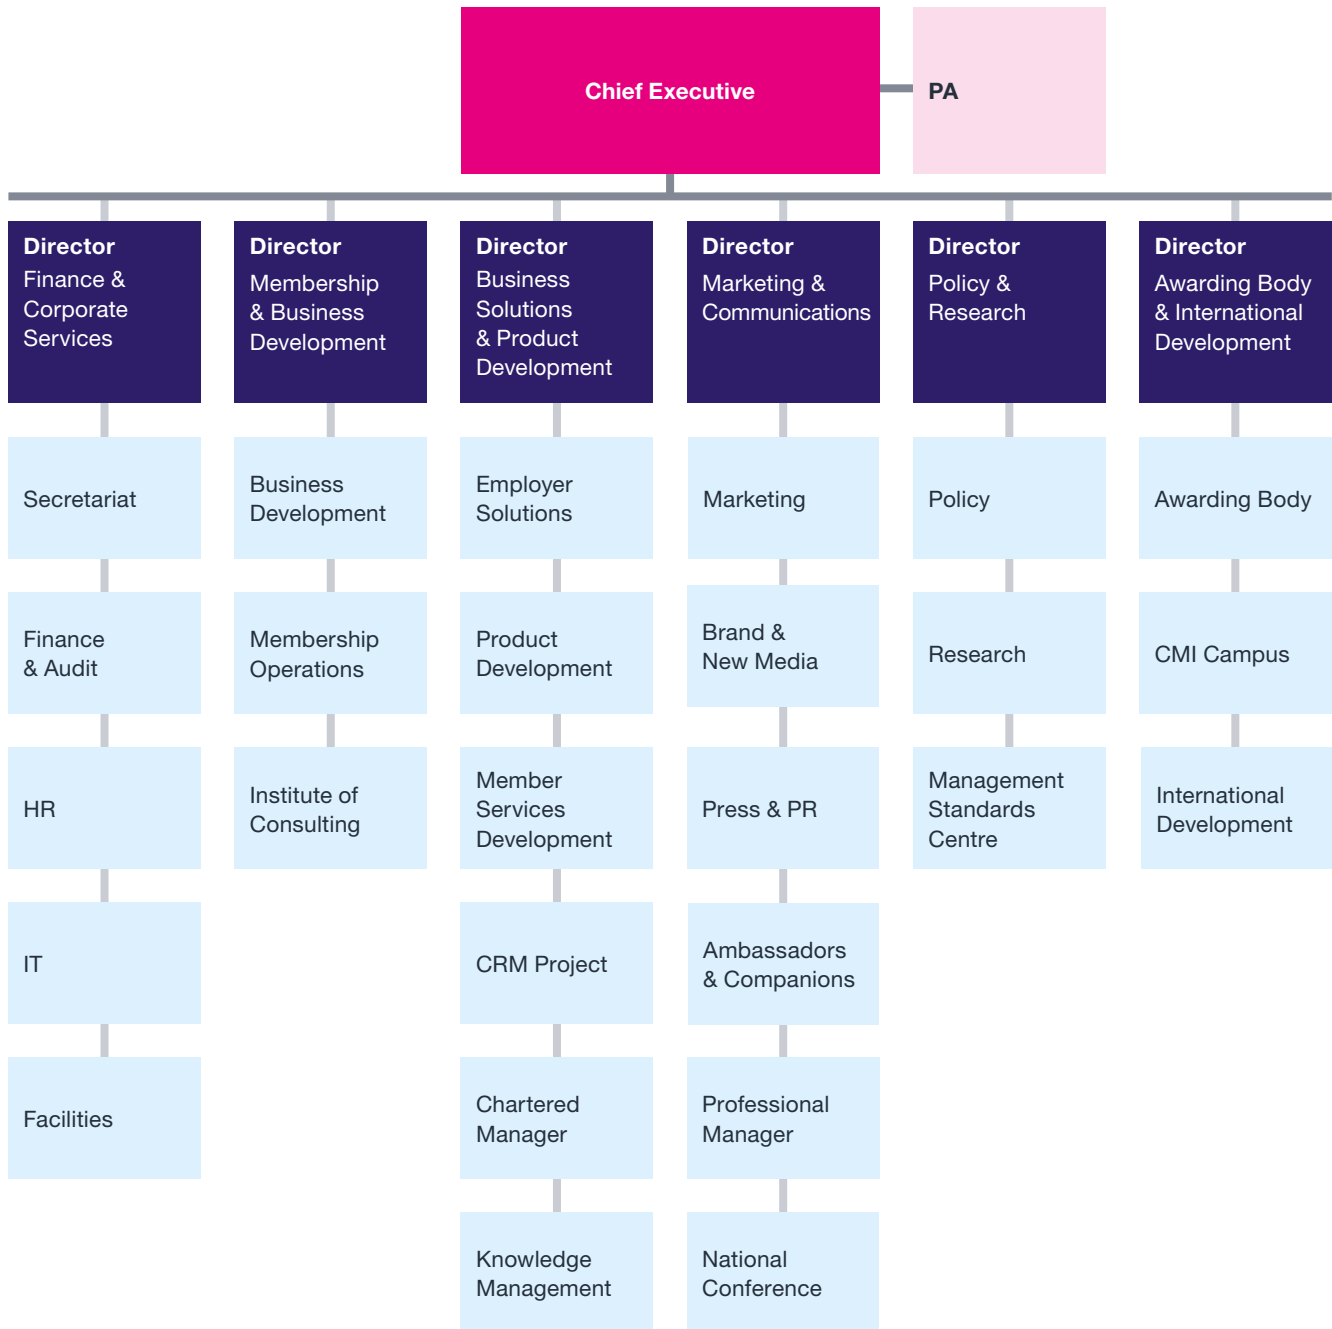 Chief Executive
PA
Director
Finance &
Corporate
Services
Secretariat
Finance
& Audit
HR
IT
Facilities
Director
Membership
& Business
Development
Business
Development
Membership
Operations
Institute of
Consulting
Director
Business
Solutions
& Product
Development
Employer
Solutions
Product
Development
Member
Services
Development
CRM Project
Chartered
Manager
Knowledge
Management
Director
Marketing &
Communications
Marketing
Brand &
New Media
Press & PR
Ambassadors
& Companions
Professional
Manager
National
Conference
Director
Policy &
Research
Policy
Research
Management
Standards
Centre
Director
Awarding Body
& International
Development
Awarding Body
CMI Campus
International
Development